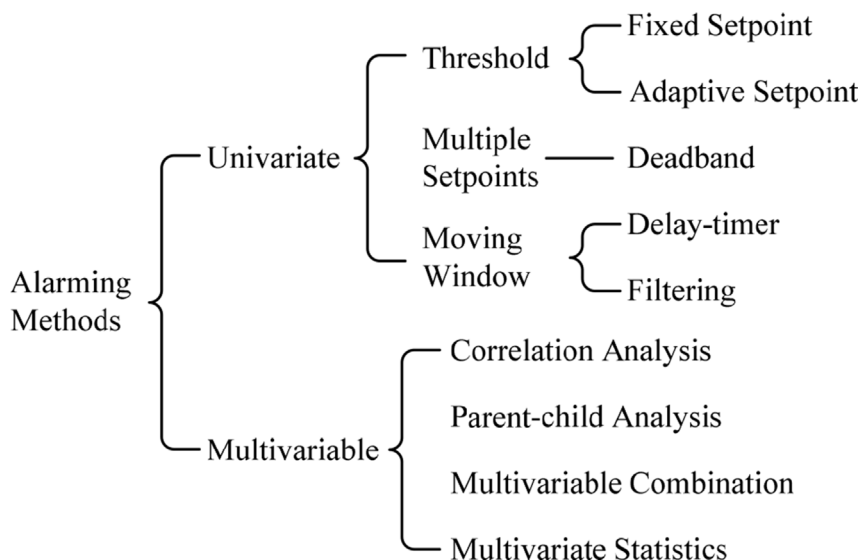 Fixed Setpoint
Threshold
Adaptive Setpoint
Multiple
Setpoints
Univariate
Deadband
Moving
Window
Delay-timer
Filtering
Alarming
Methods
Correlation Analysis
Parent-child Analysis
Multivariable
Multivariable Combination
Multivariate Statistics